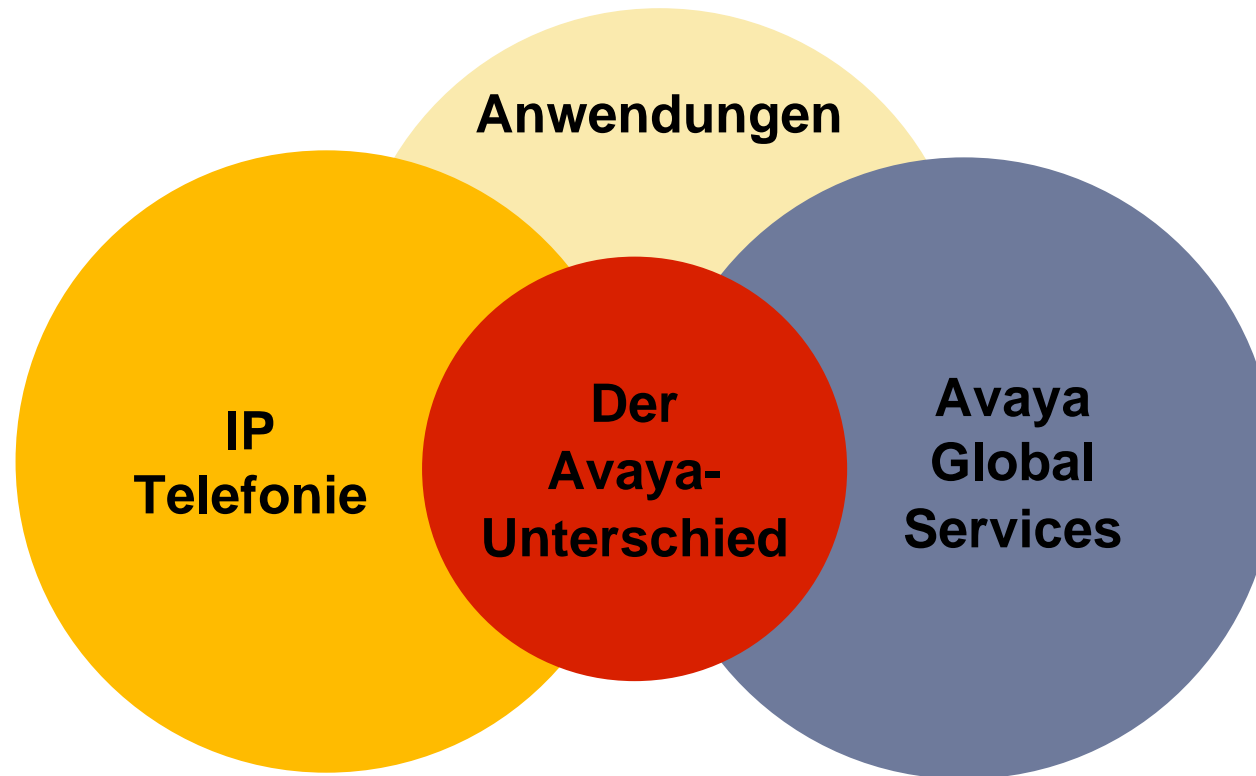 Anwendungen
IP
Telefonie
Der
Avaya-
Unterschied
Avaya
Global
Services